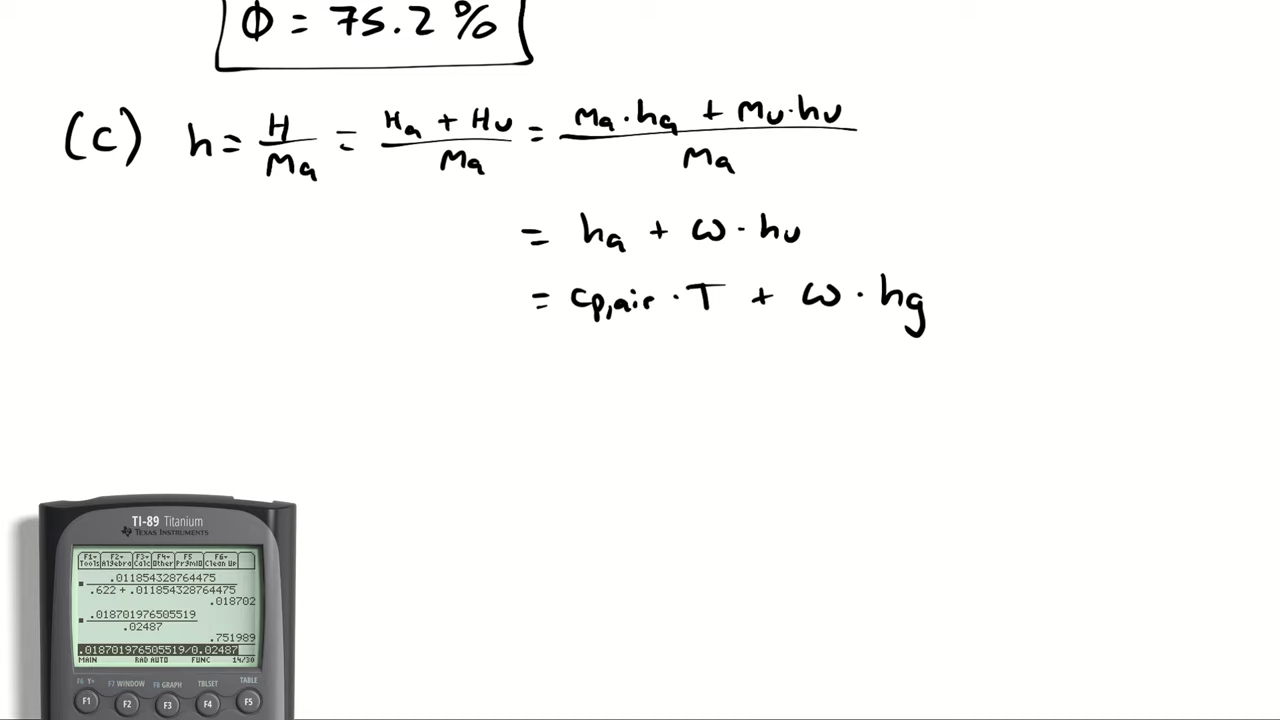 Φ = 75.2 %
(c) h = H/Ma = Ha + Hv/Ma = Ma·ha + Mv·hv/Ma
= ha + ω·hv
= cp,air · T + ω · hg
TI-89 Titanium
TEXAS INSTRUMENTS
F1▾ F2▾ F3▾ F4▾ F5 F6▾
Tools Algebra Calc Other PrgmIO Clean Up
.011854328764475
.622 + .011854328764475
.018702
.018701976505519
.02487
.751989
.018701976505519/0.02487
MAIN RAD AUTO FUNC 14/30
F6 Y= F7 WINDOW F8 GRAPH TBLSET TABLE
F1 F2 F3 F4 F5